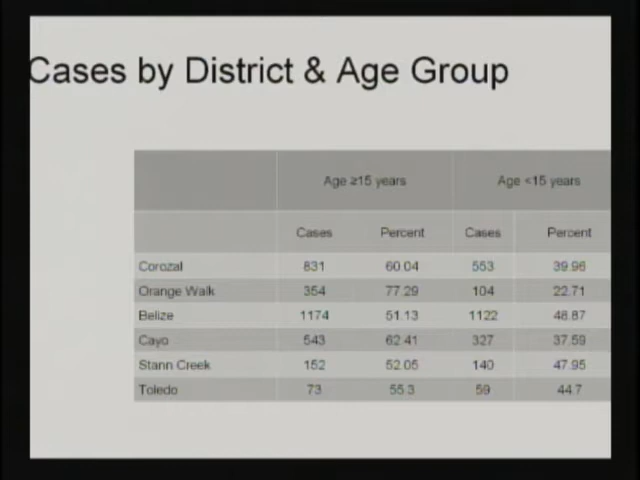 Cases by District & Age Group
Age ≥15 years Age <15 years
Cases Percent Cases Percent
Corozal 831 60.04 553 39.96
Orange Walk 354 77.29 104 22.71
Belize 1174 51.13 1122 48.87
Cayo 543 62.41 327 37.59
Stann Creek 152 52.05 140 47.95
Toledo 73 55.3 59 44.7